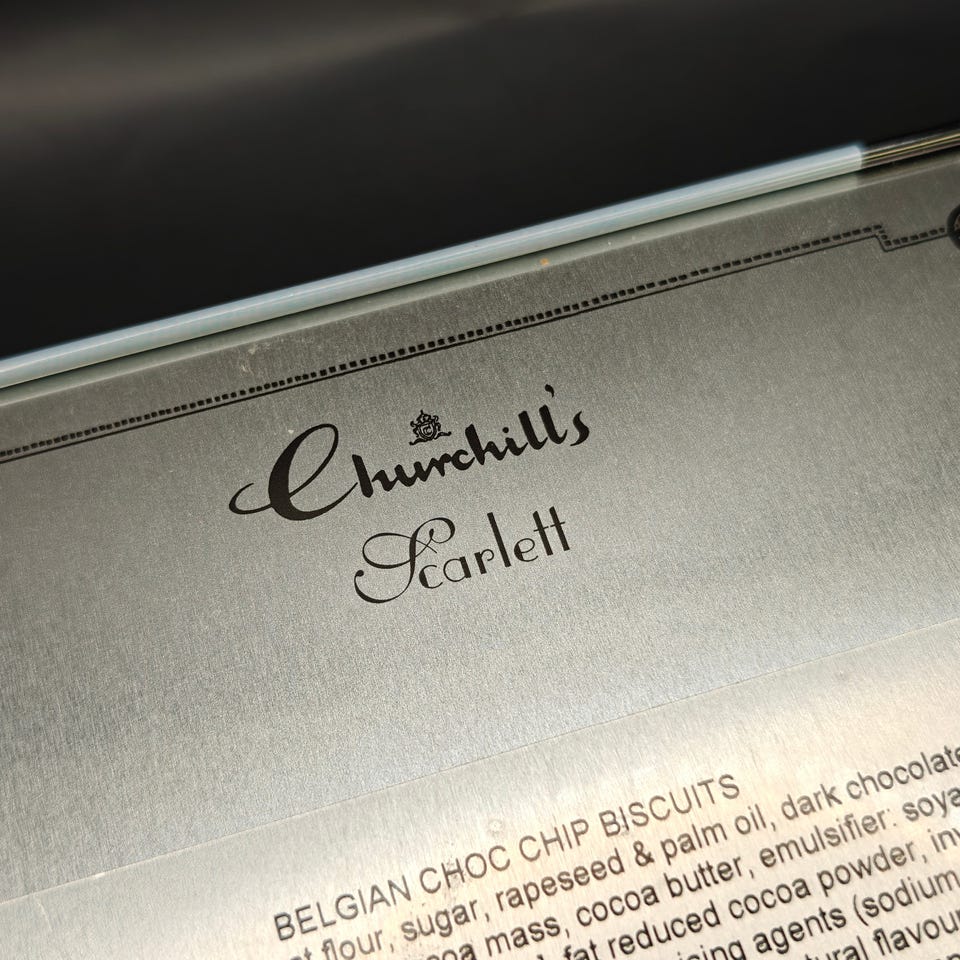 Churchill's
Scarlett
BELGIAN CHOC CHIP BISCUITS
flour, sugar, rapeseed & palm oil, dark chocolate
mass, cocoa butter, emulsifier: soya
fat reduced cocoa powder,
agents (sodium
flavour